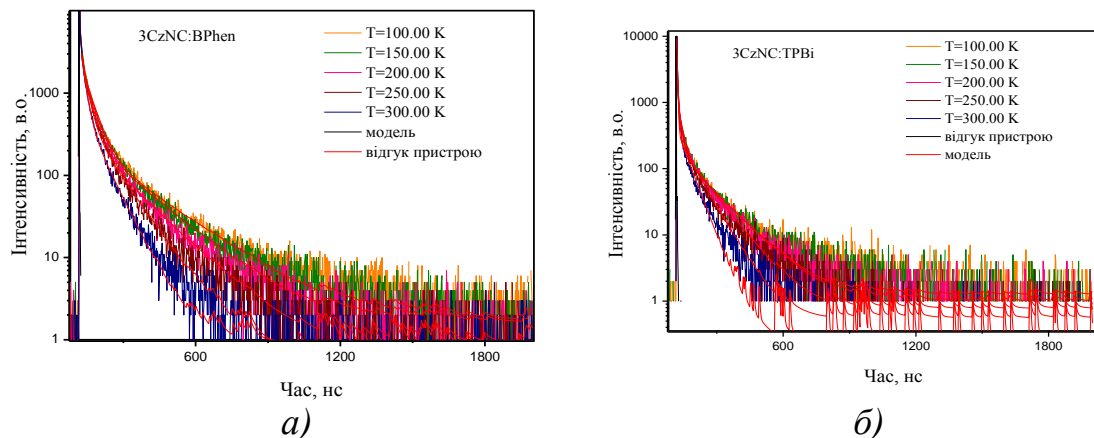 3CzNC:BPhen
T=100.00 K
T=150.00 K
T=200.00 K
T=250.00 K
T=300.00 K
модель
відгук пристрою
Інтенсивність, в.о.
1000
100
10
1
600
1200
1800
Час, нс
а)
3CzNC:TPBi
T=100.00 K
T=150.00 K
T=200.00 K
T=250.00 K
T=300.00 K
відгук пристрою
модель
Інтенсивність, в.о.
10000
1000
100
10
1
600
1200
1800
Час, нс
б)